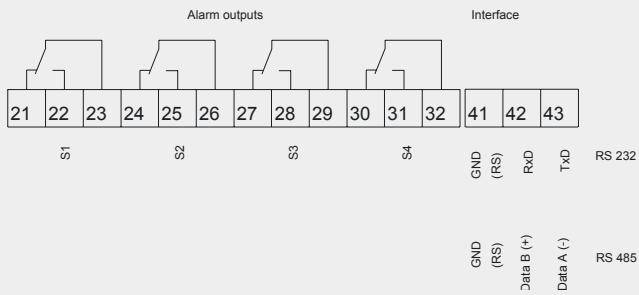 Alarm outputs Interface
21 22 23 24 25 26 27 28 29 30 31 32 41 42 43
S1 S2 S3 S4
GND (RS) RxD TxD RS 232
GND (RS) Data B (+) Data A (-) RS 485